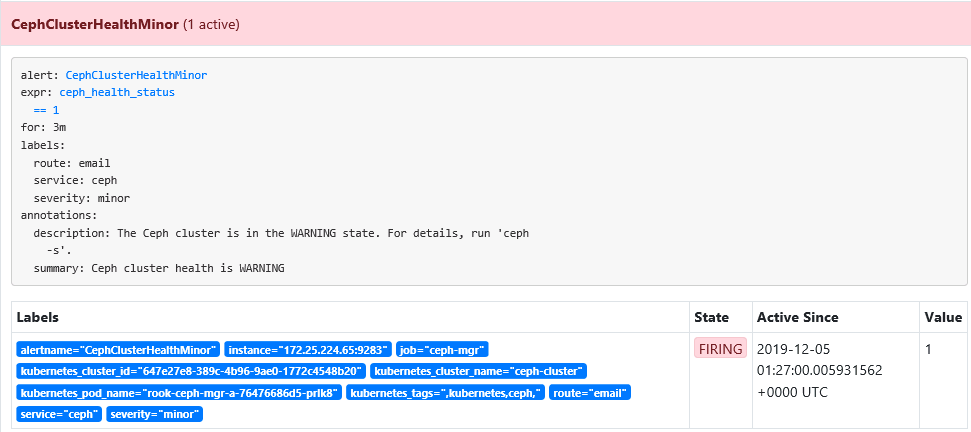 CephClusterHealthMinor (1 active)
alert: CephClusterHealthMinor
expr: ceph_health_status
== 1
for: 3m
labels:
route: email
service: ceph
severity: minor
annotations:
description: The Ceph cluster is in the WARNING state. For details, run 'ceph
-s'.
summary: Ceph cluster health is WARNING
Labels State Active Since Value
alertname="CephClusterHealthMinor" instance="172.25.224.65:9283" job="ceph-mgr"
kubernetes_cluster_id="647e27e8-389c-4b96-9ae0-1772c4548b20" kubernetes_cluster_name="ceph-cluster"
kubernetes_pod_name="rook-ceph-mgr-a-76476686d5-prlk8" kubernetes_tags=",kubernetes,ceph," route="email"
service="ceph" severity="minor"
FIRING
2019-12-05
01:27:00.005931562
+0000 UTC
1